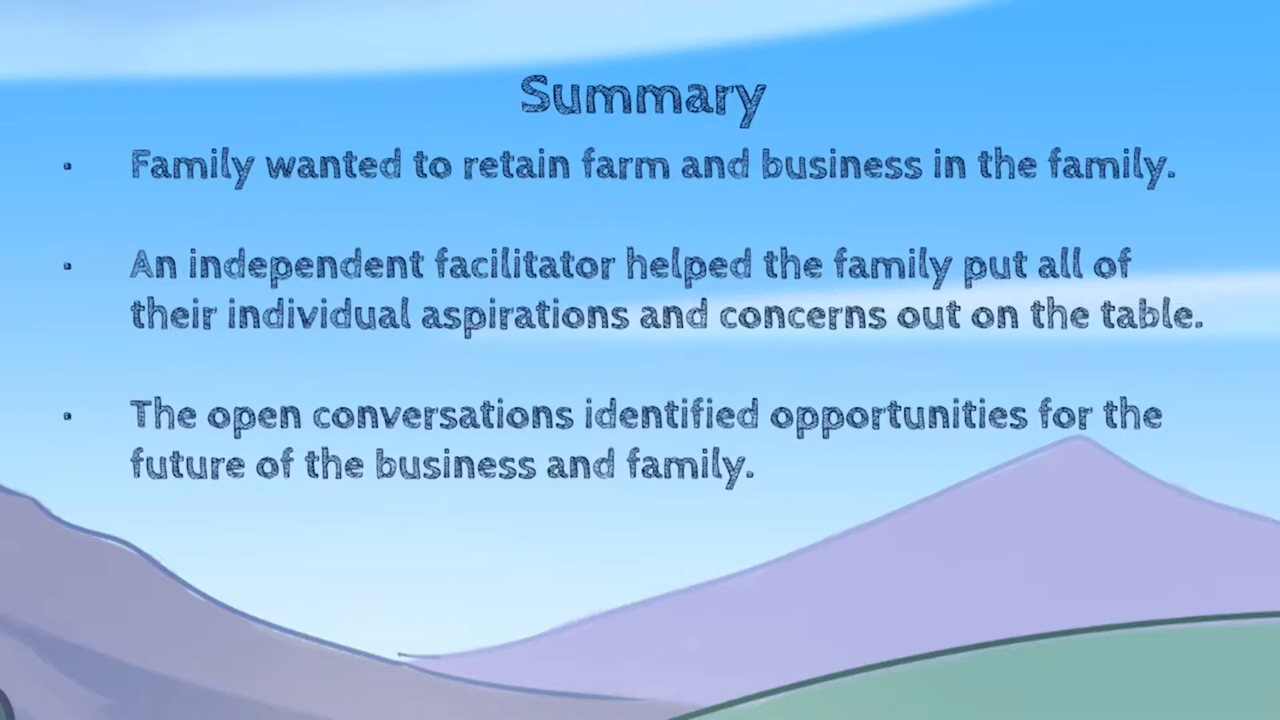 Summary
· Family wanted to retain farm and business in the family.
· An independent facilitator helped the family put all of
their individual aspirations and concerns out on the table.
· The open conversations identified opportunities for the
future of the business and family.